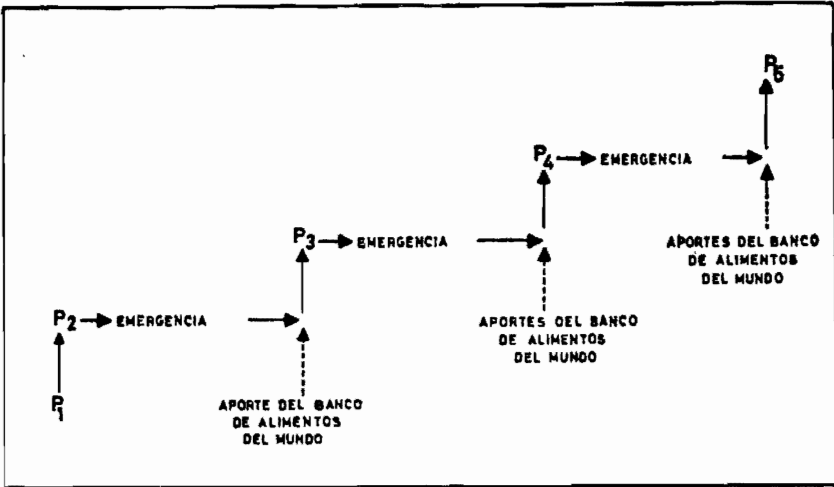 P5
P4 EMERGENCIA
P3 EMERGENCIA
APORTES DEL BANCO
DE ALIMENTOS
DEL MUNDO
P2 EMERGENCIA
APORTES DEL BANCO
DE ALIMENTOS
DEL MUNDO
P1
APORTE DEL BANCO
DE ALIMENTOS
DEL MUNDO